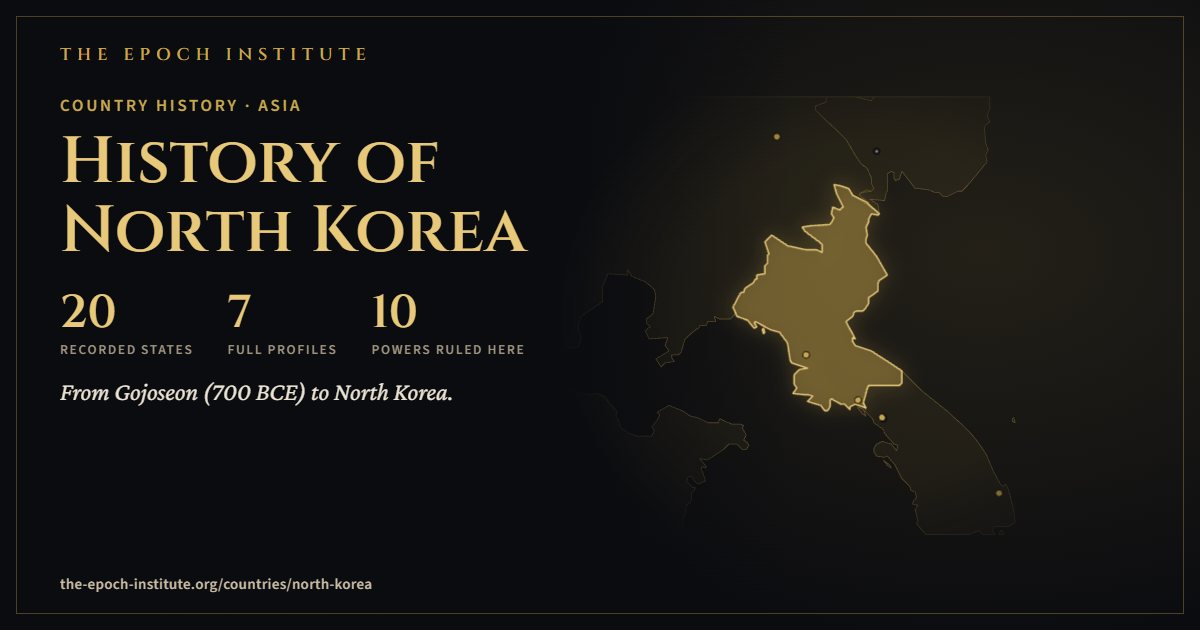 THE EPOCH INSTITUTE
COUNTRY HISTORY · ASIA
HISTORY OF
NORTH KOREA
20 7 10
RECORDED STATES FULL PROFILES POWERS RULED HERE
From Gojoseon (700 BCE) to North Korea.
the-epoch-institute.org/countries/north-korea